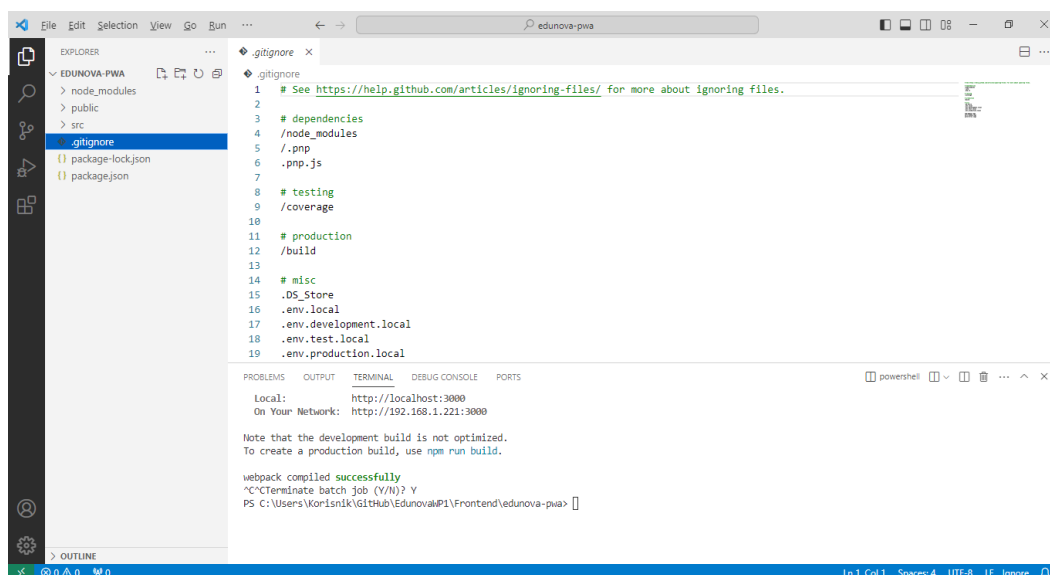 File Edit Selection View Go Run ... edunova-pwa
EXPLORER ...
EDUNOVA-PWA
node_modules
public
src
.gitignore
package-lock.json
package.json
OUTLINE
.gitignore
.gitignore
1 # See https://help.github.com/articles/ignoring-files/ for more about ignoring files.
2
3 # dependencies
4 /node_modules
5 /.pnp
6 .pnp.js
7
8 # testing
9 /coverage
10
11 # production
12 /build
13
14 # misc
15 .DS_Store
16 .env.local
17 .env.development.local
18 .env.test.local
19 .env.production.local
PROBLEMS OUTPUT TERMINAL DEBUG CONSOLE PORTS powershell ...
Local: http://localhost:3000
On Your Network: http://192.168.1.221:3000
Note that the development build is not optimized.
To create a production build, use npm run build.
webpack compiled successfully
^C^CTerminate batch job (Y/N)? Y
PS C:\Users\Korisnik\GitHub\EdunovaWP1\Frontend\edunova-pwa>
0 0 0 Ln 1, Col 1 Spaces: 4 UTF-8 LF Ignore